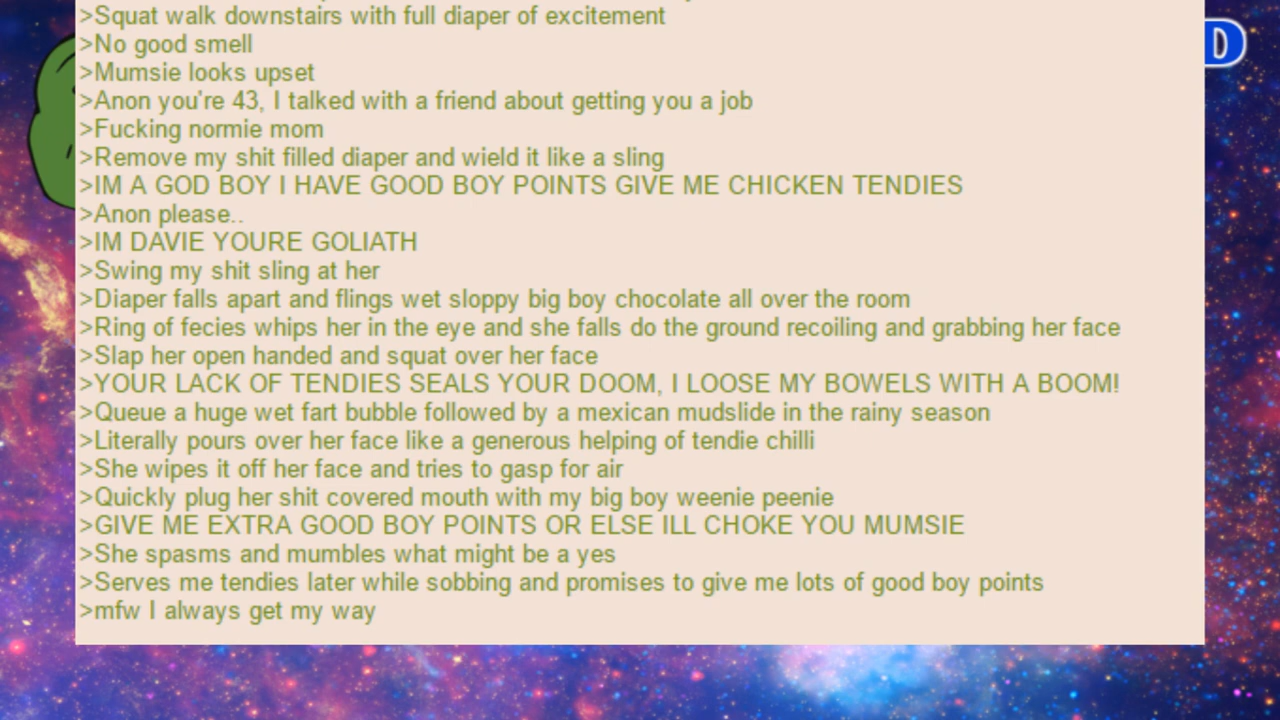 >Squat walk downstairs with full diaper of excitement
>No good smell
>Mumsie looks upset
>Anon you're 43, I talked with a friend about getting you a job
>Fucking normie mom
>Remove my shit filled diaper and wield it like a sling
>IM A GOD BOY I HAVE GOOD BOY POINTS GIVE ME CHICKEN TENDIES
>Anon please..
>IM DAVIE YOURE GOLIATH
>Swing my shit sling at her
>Diaper falls apart and flings wet sloppy big boy chocolate all over the room
>Ring of fecies whips her in the eye and she falls do the ground recoiling and grabbing her face
>Slap her open handed and squat over her face
>YOUR LACK OF TENDIES SEALS YOUR DOOM, I LOOSE MY BOWELS WITH A BOOM!
>Queue a huge wet fart bubble followed by a mexican mudslide in the rainy season
>Literally pours over her face like a generous helping of tendie chilli
>She wipes it off her face and tries to gasp for air
>Quickly plug her shit covered mouth with my big boy weenie peenie
>GIVE ME EXTRA GOOD BOY POINTS OR ELSE ILL CHOKE YOU MUMSIE
>She spasms and mumbles what might be a yes
>Serves me tendies later while sobbing and promises to give me lots of good boy points
>mfw I always get my way
D